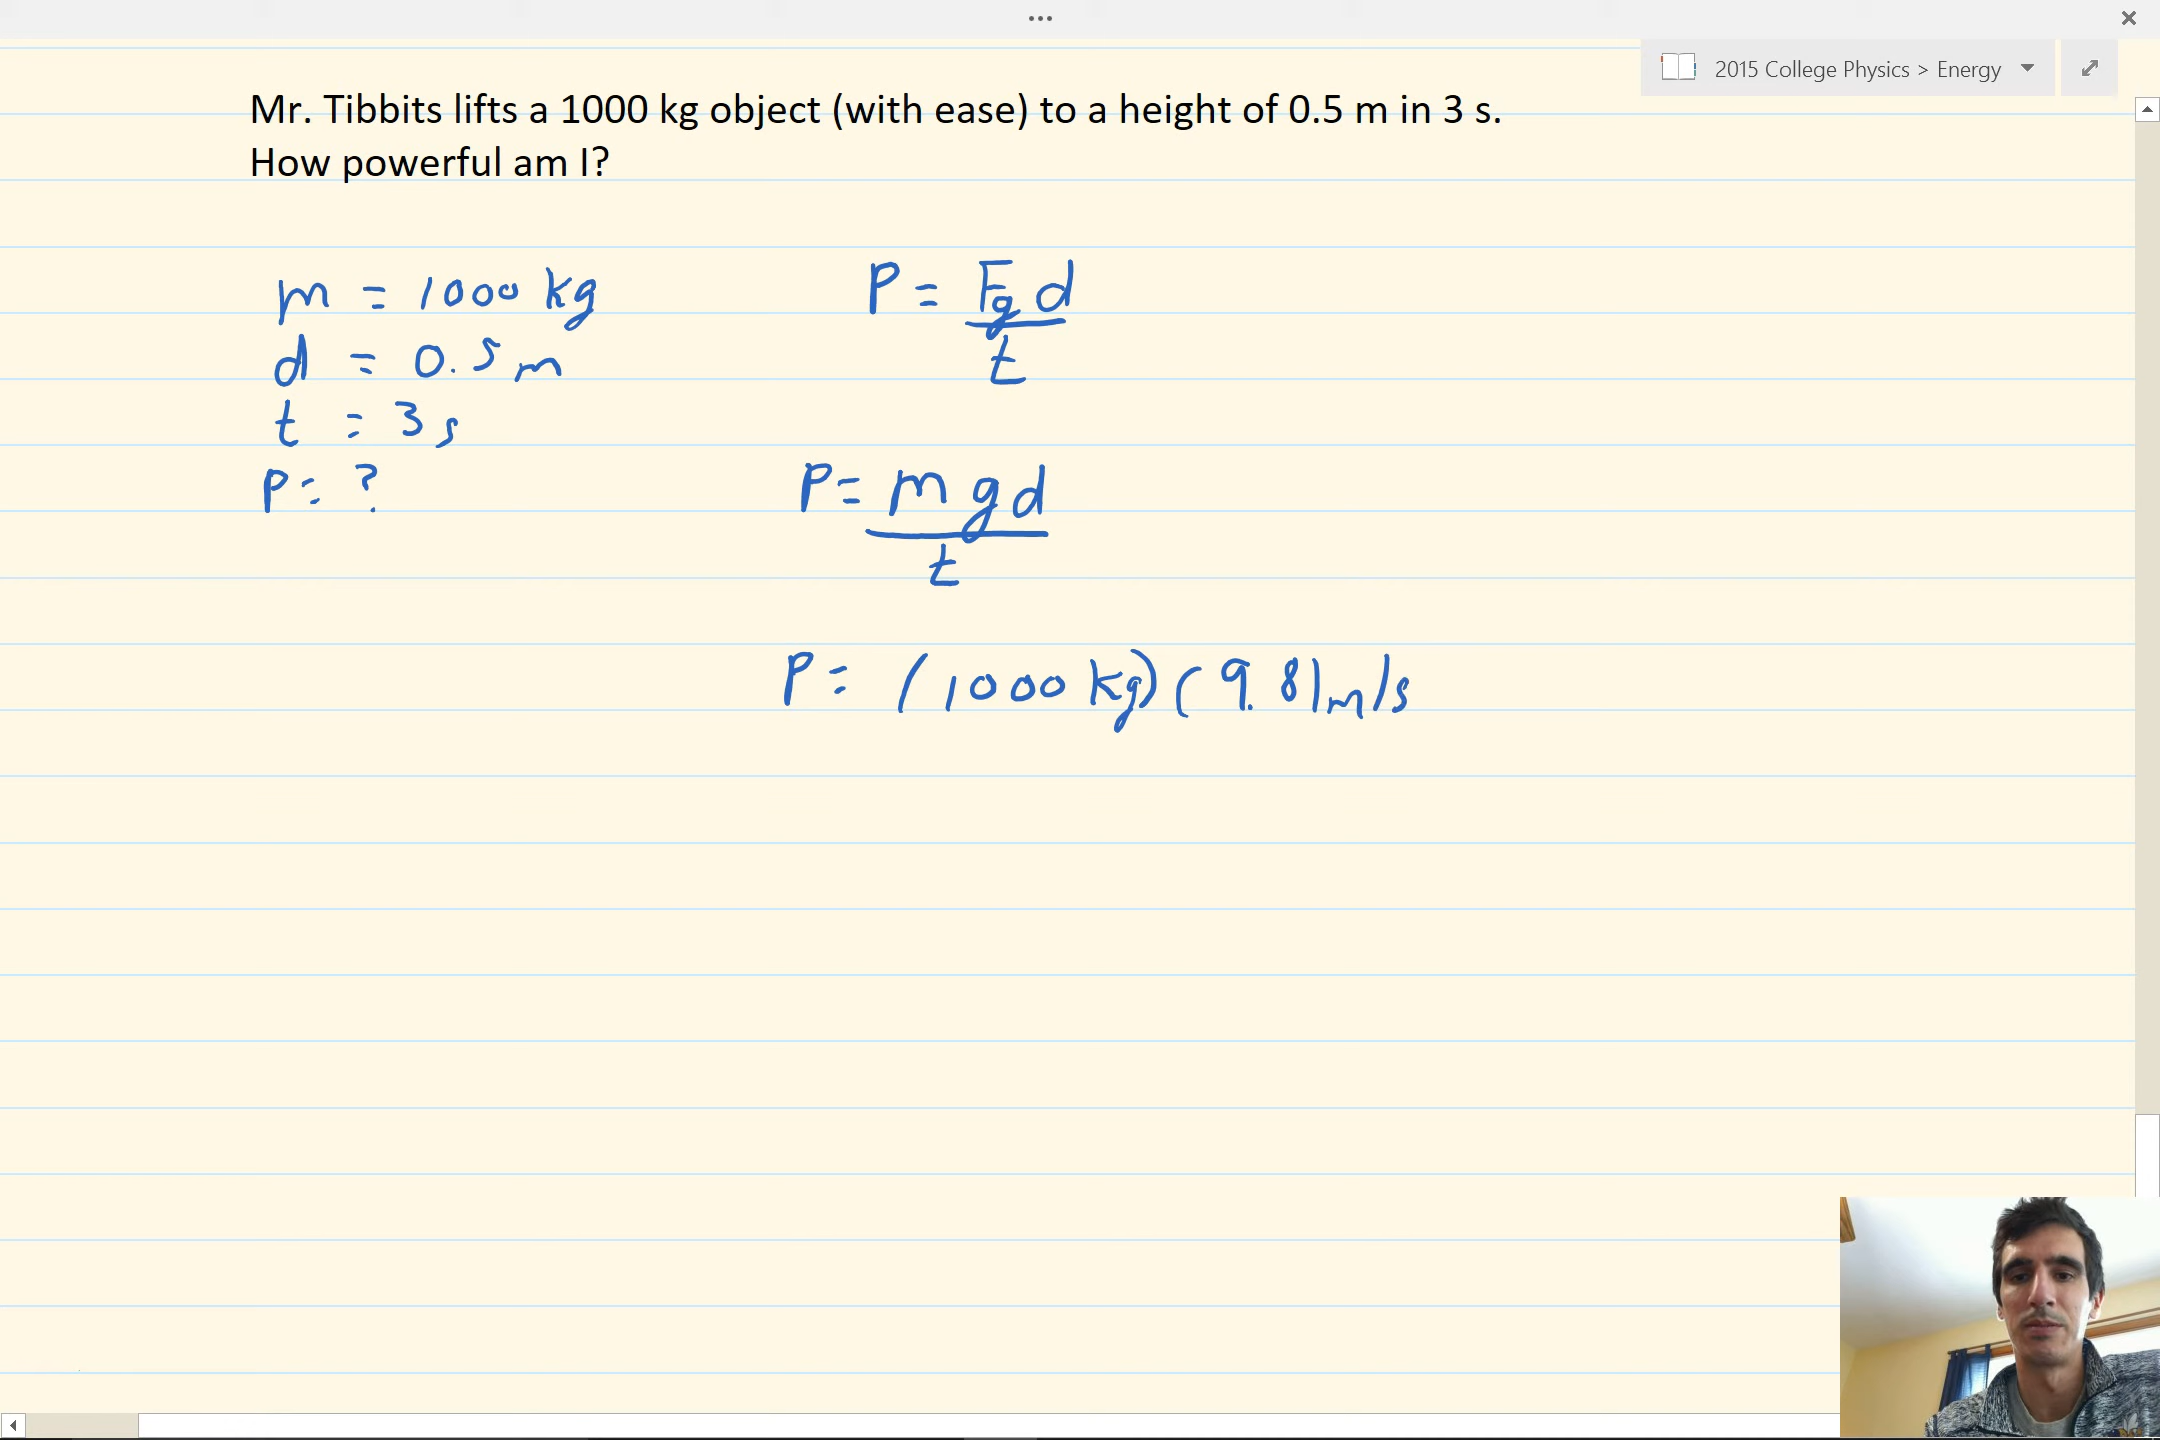 2015 College Physics > Energy
Mr. Tibbits lifts a 1000 kg object (with ease) to a height of 0.5 m in 3 s.
How powerful am I?
m = 1000 kg
d = 0.5 m
t = 3 s
P = ?
P = Fg d
t
P = m g d
t
P = (1000 kg) (9.81 m/s